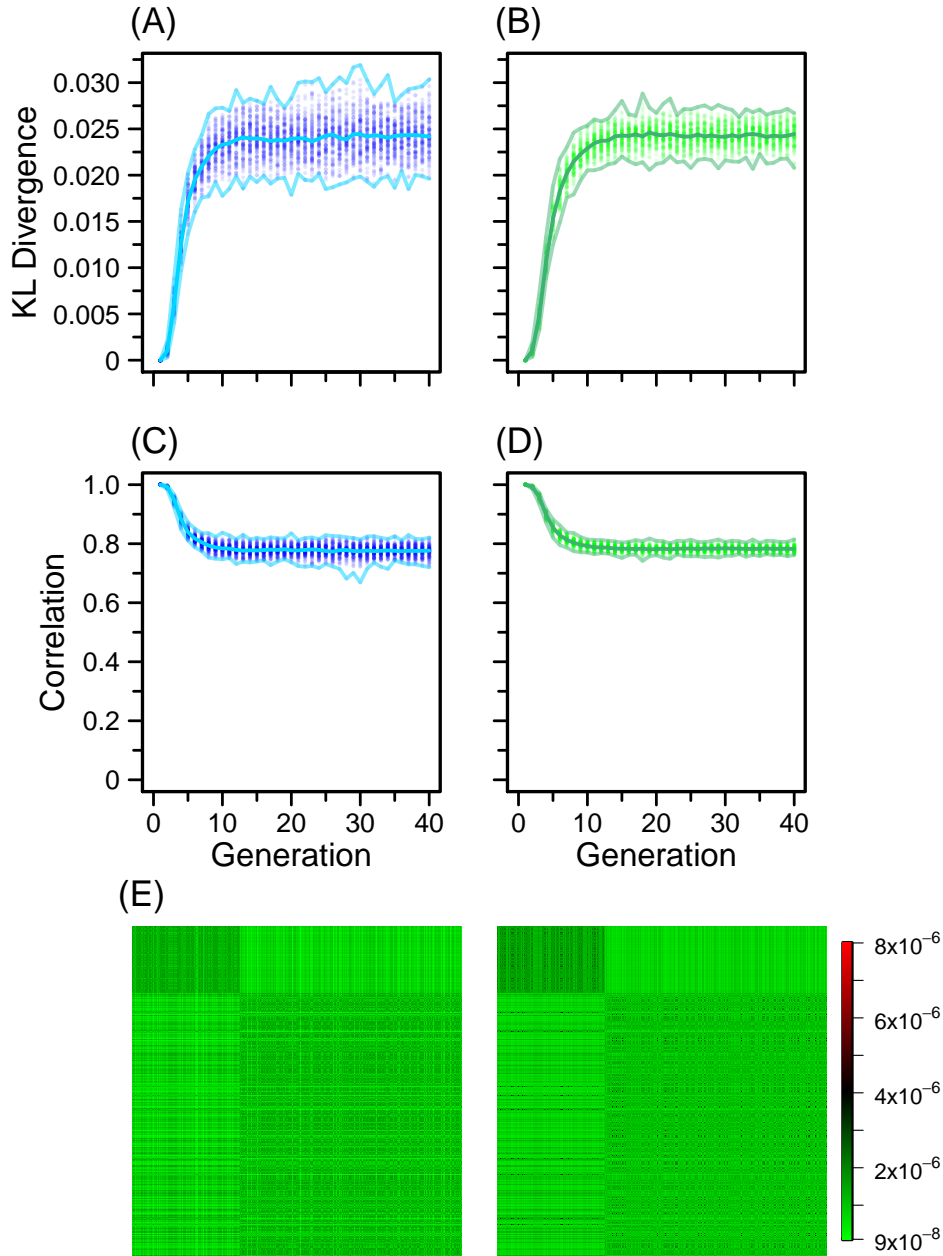 (A) (B)
KL Divergence
0.030
0.025
0.020
0.015
0.010
0.005
0
(C) (D)
Correlation
1.0
0.8
0.6
0.4
0.2
0
0 10 20 30 40 0 10 20 30 40
Generation Generation
(E)
8x10⁻⁶
6x10⁻⁶
4x10⁻⁶
2x10⁻⁶
9x10⁻⁸